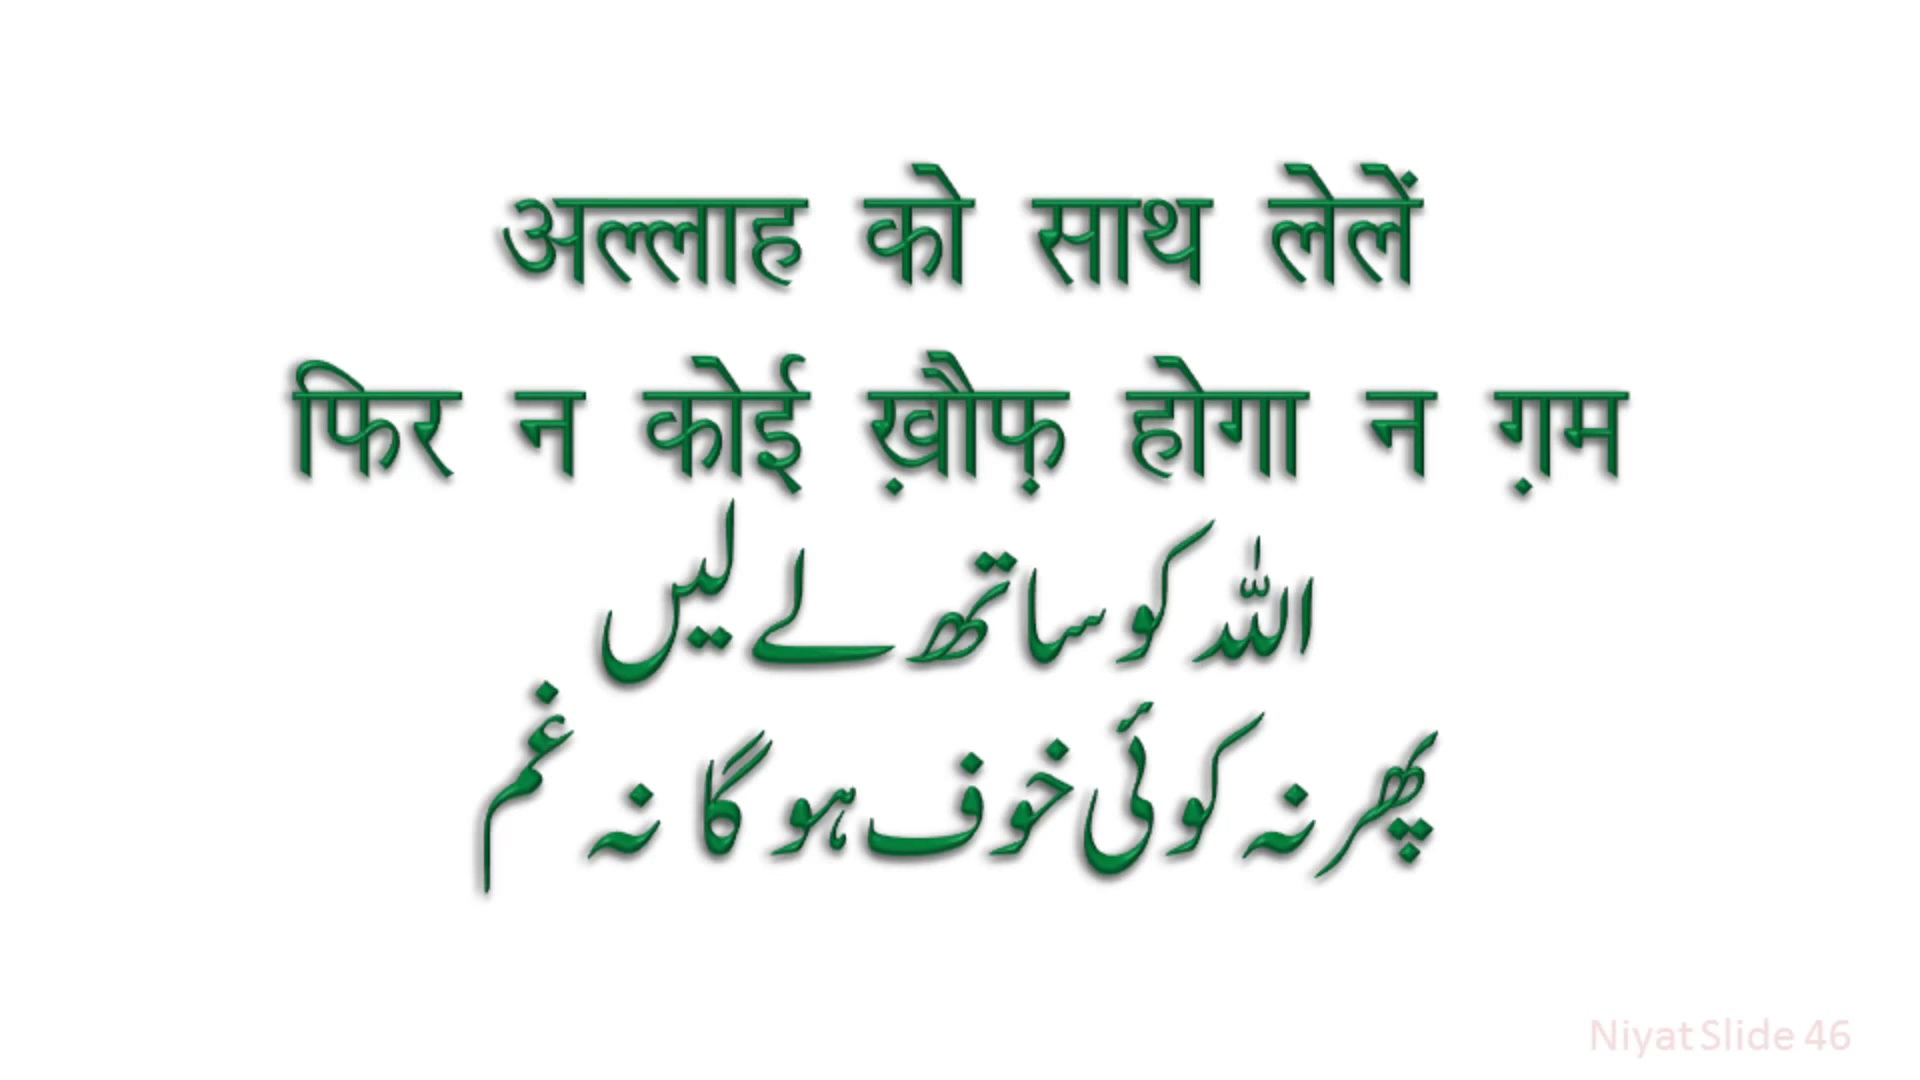 अल्लाह को साथ लेलें
फिर न कोई ख़ौफ़ होगा न ग़म
اللہ کو ساتھ لے لیں
پھر نہ کوئی خوف ہو گا نہ غم
Niyat Slide 46